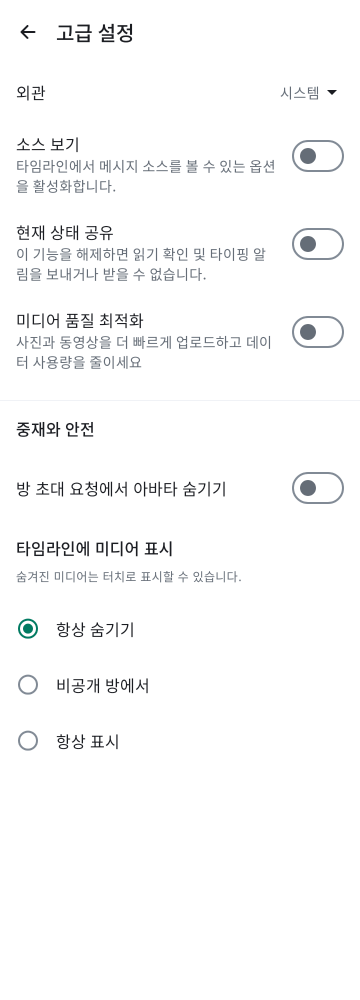 고급 설정
외관
시스템
소스 보기
타임라인에서 메시지 소스를 볼 수 있는 옵션
을 활성화합니다.
현재 상태 공유
이 기능을 해제하면 읽기 확인 및 타이핑 알
림을 보내거나 받을 수 없습니다.
미디어 품질 최적화
사진과 동영상을 더 빠르게 업로드하고 데이
터 사용량을 줄이세요
중재와 안전
방 초대 요청에서 아바타 숨기기
타임라인에 미디어 표시
숨겨진 미디어는 터치로 표시할 수 있습니다.
항상 숨기기
비공개 방에서
항상 표시